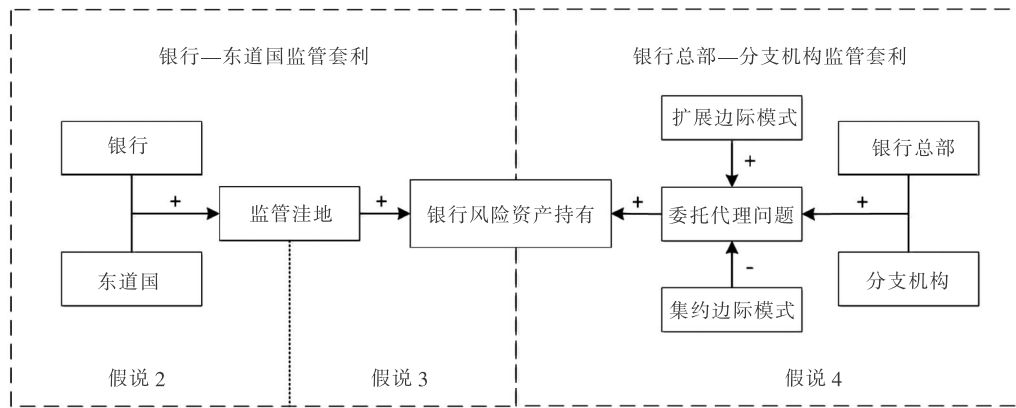 银行—东道国监管套利
银行总部—分支机构监管套利
银行
东道国
+
监管洼地
+
银行风险资产持有
+
扩展边际模式
+
委托代理问题
-
集约边际模式
+
银行总部
分支机构
假说 2
假说 3
假说 4